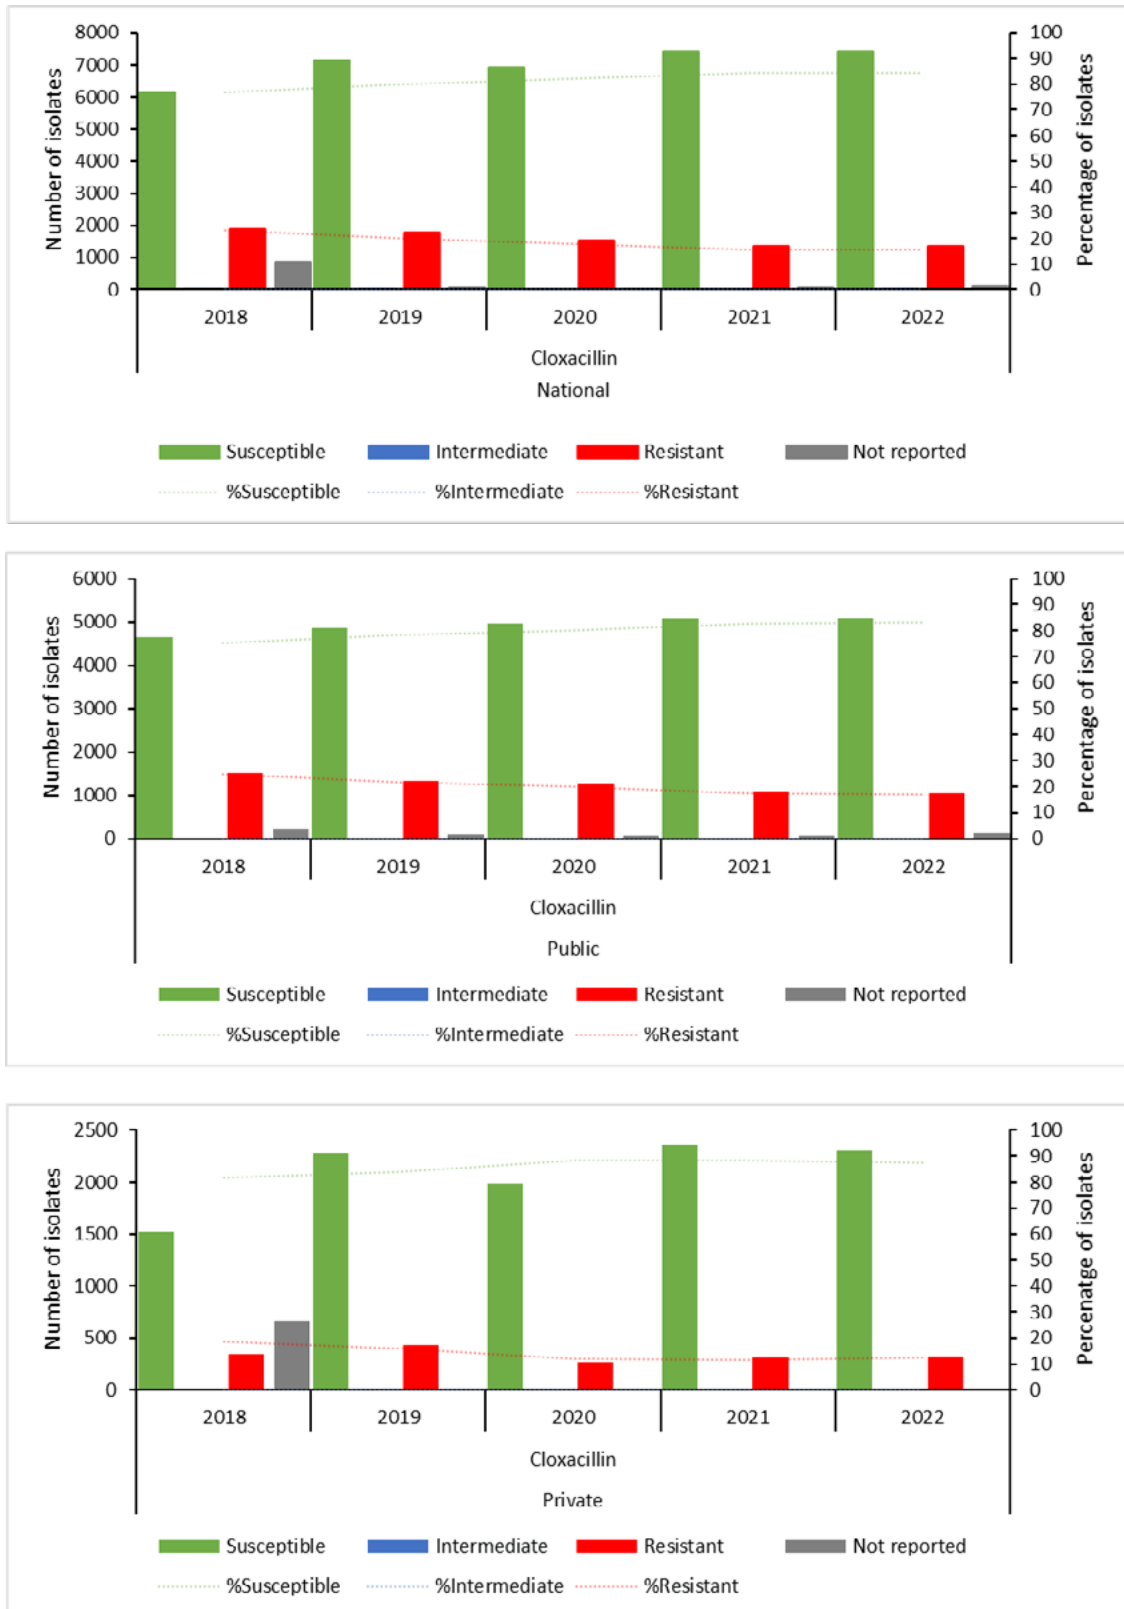 8000
7000
6000
5000
4000
3000
2000
1000
0
Number of isolates
100
90
80
70
60
50
40
30
20
10
0
Percentage of isolates
2018 2019 2020 2021 2022
Cloxacillin
National
Susceptible Intermediate Resistant Not reported
%Susceptible %Intermediate %Resistant
6000
5000
4000
3000
2000
1000
0
Number of isolates
100
90
80
70
60
50
40
30
20
10
0
Percentage of isolates
2018 2019 2020 2021 2022
Cloxacillin
Public
Susceptible Intermediate Resistant Not reported
%Susceptible %Intermediate %Resistant
2500
2000
1500
1000
500
0
Number of isolates
100
90
80
70
60
50
40
30
20
10
0
Percenatge of isolates
2018 2019 2020 2021 2022
Cloxacillin
Private
Susceptible Intermediate Resistant Not reported
%Susceptible %Intermediate %Resistant